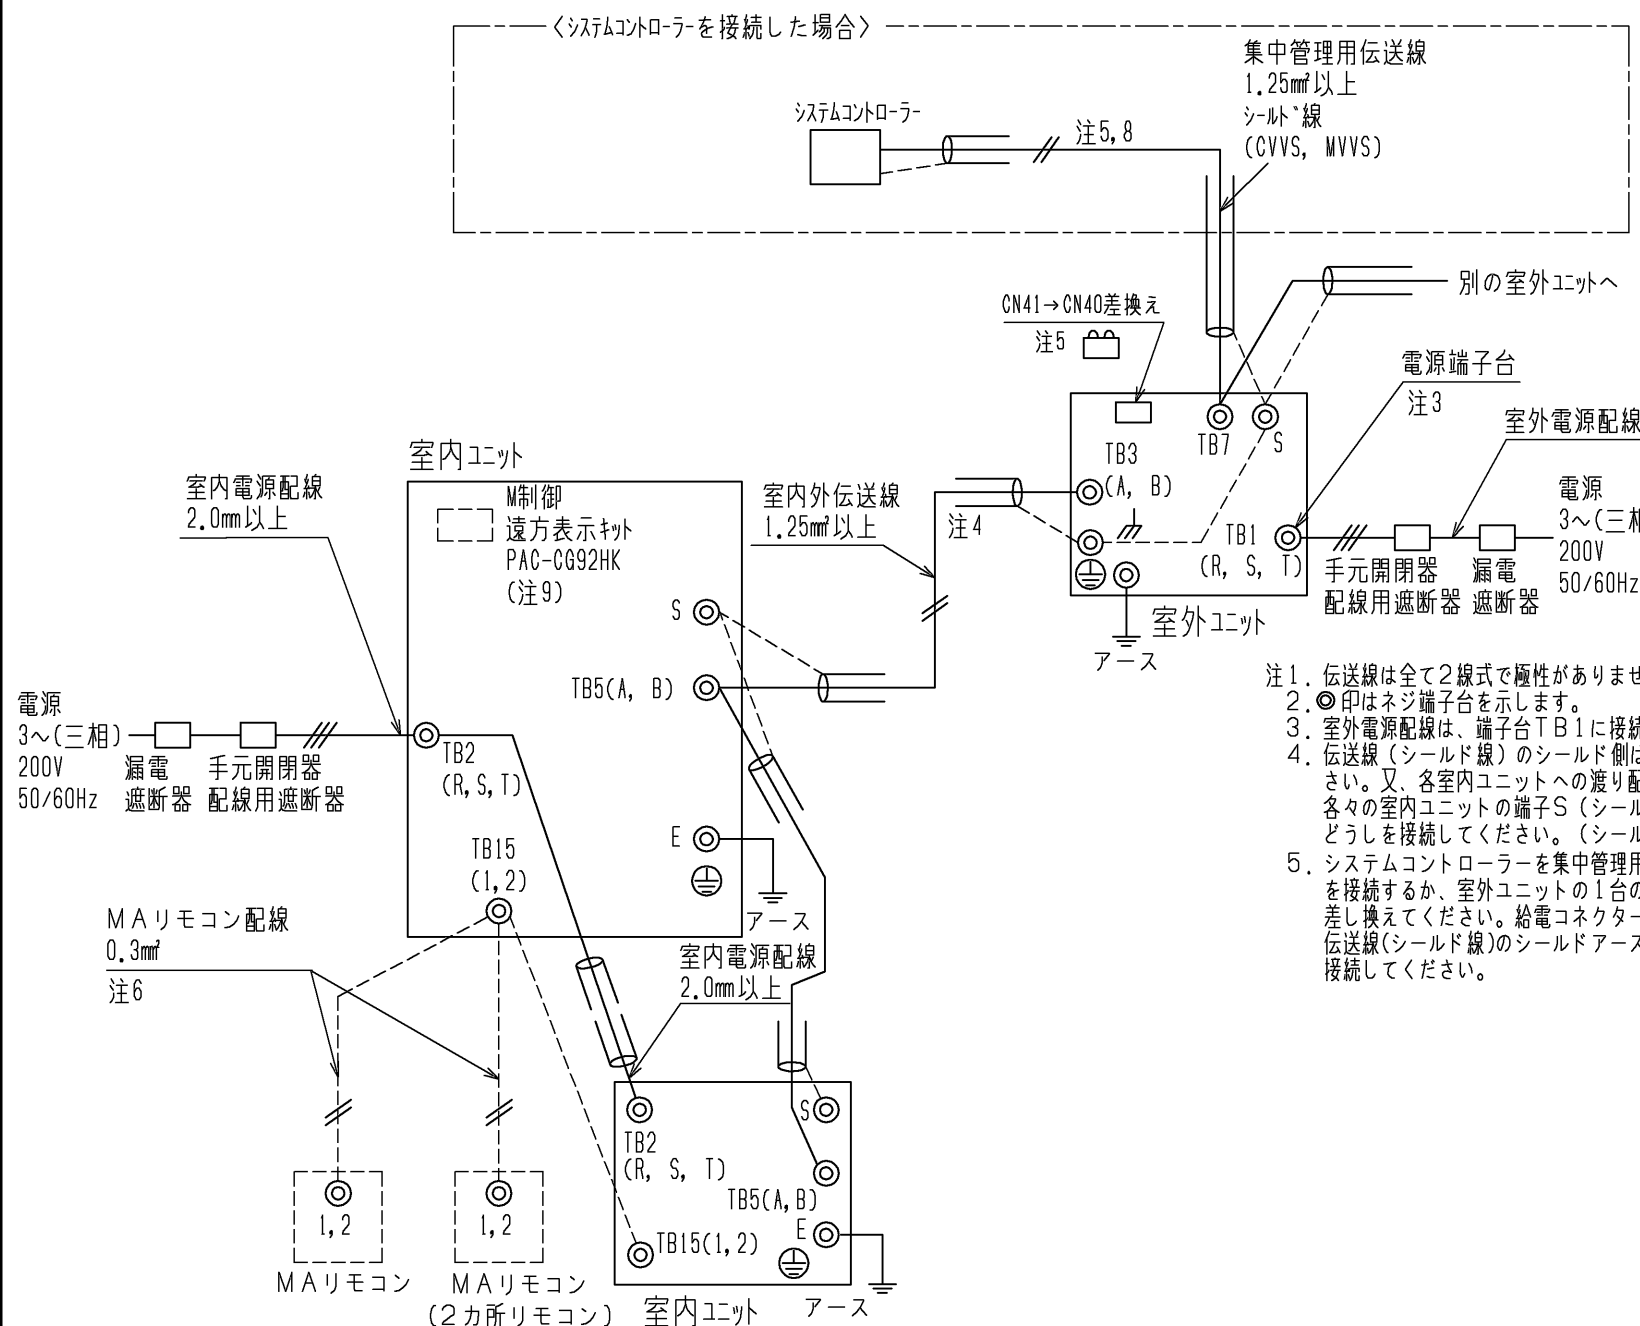 〈システムコントローラーを接続した場合〉
集中管理用伝送線
1.25mm²以上
シールド線
(CVVS, MVVS)
システムコントローラー
注5,8
別の室外ユニットへ
CN41→CN40差換え
注5
電源端子台
注3
室外電源配線
TB7
S
TB3
(A, B)
TB1
(R, S, T)
電源
3～(三相
200V
50/60Hz
手元開閉器
配線用遮断器
漏電
遮断器
室外ユニット
アース
室内ユニット
室内電源配線
2.0mm以上
M制御
遠方表示キット
PAC-CG92HK
(注9)
室内外伝送線
1.25mm²以上
注4
S
TB5(A, B)
電源
3～(三相)
200V
50/60Hz
漏電
遮断器
手元開閉器
配線用遮断器
TB2
(R,S,T)
E
TB15
(1,2)
アース
MAリモコン配線
0.3mm²
注6
室内電源配線
2.0mm以上
S
TB2
(R, S, T)
TB5(A,B)
E
TB15(1,2)
1,2
1,2
MAリモコン
MAリモコン
(2カ所リモコン)
室内ユニット
アース
注1. 伝送線は全て2線式で極性がありませ
2.◎印はネジ端子台を示します。
3. 室外電源配線は、端子台TB1に接続
4. 伝送線(シールド線)のシールド側は
さい。又、各室内ユニットへの渡り配
各々の室内ユニットの端子S(シール
どうしを接続してください。(シール
5. システムコントローラーを集中管理用
を接続するか、室外ユニットの1台の
差し換えてください。給電コネクター
伝送線(シールド線)のシールドアース
接続してください。